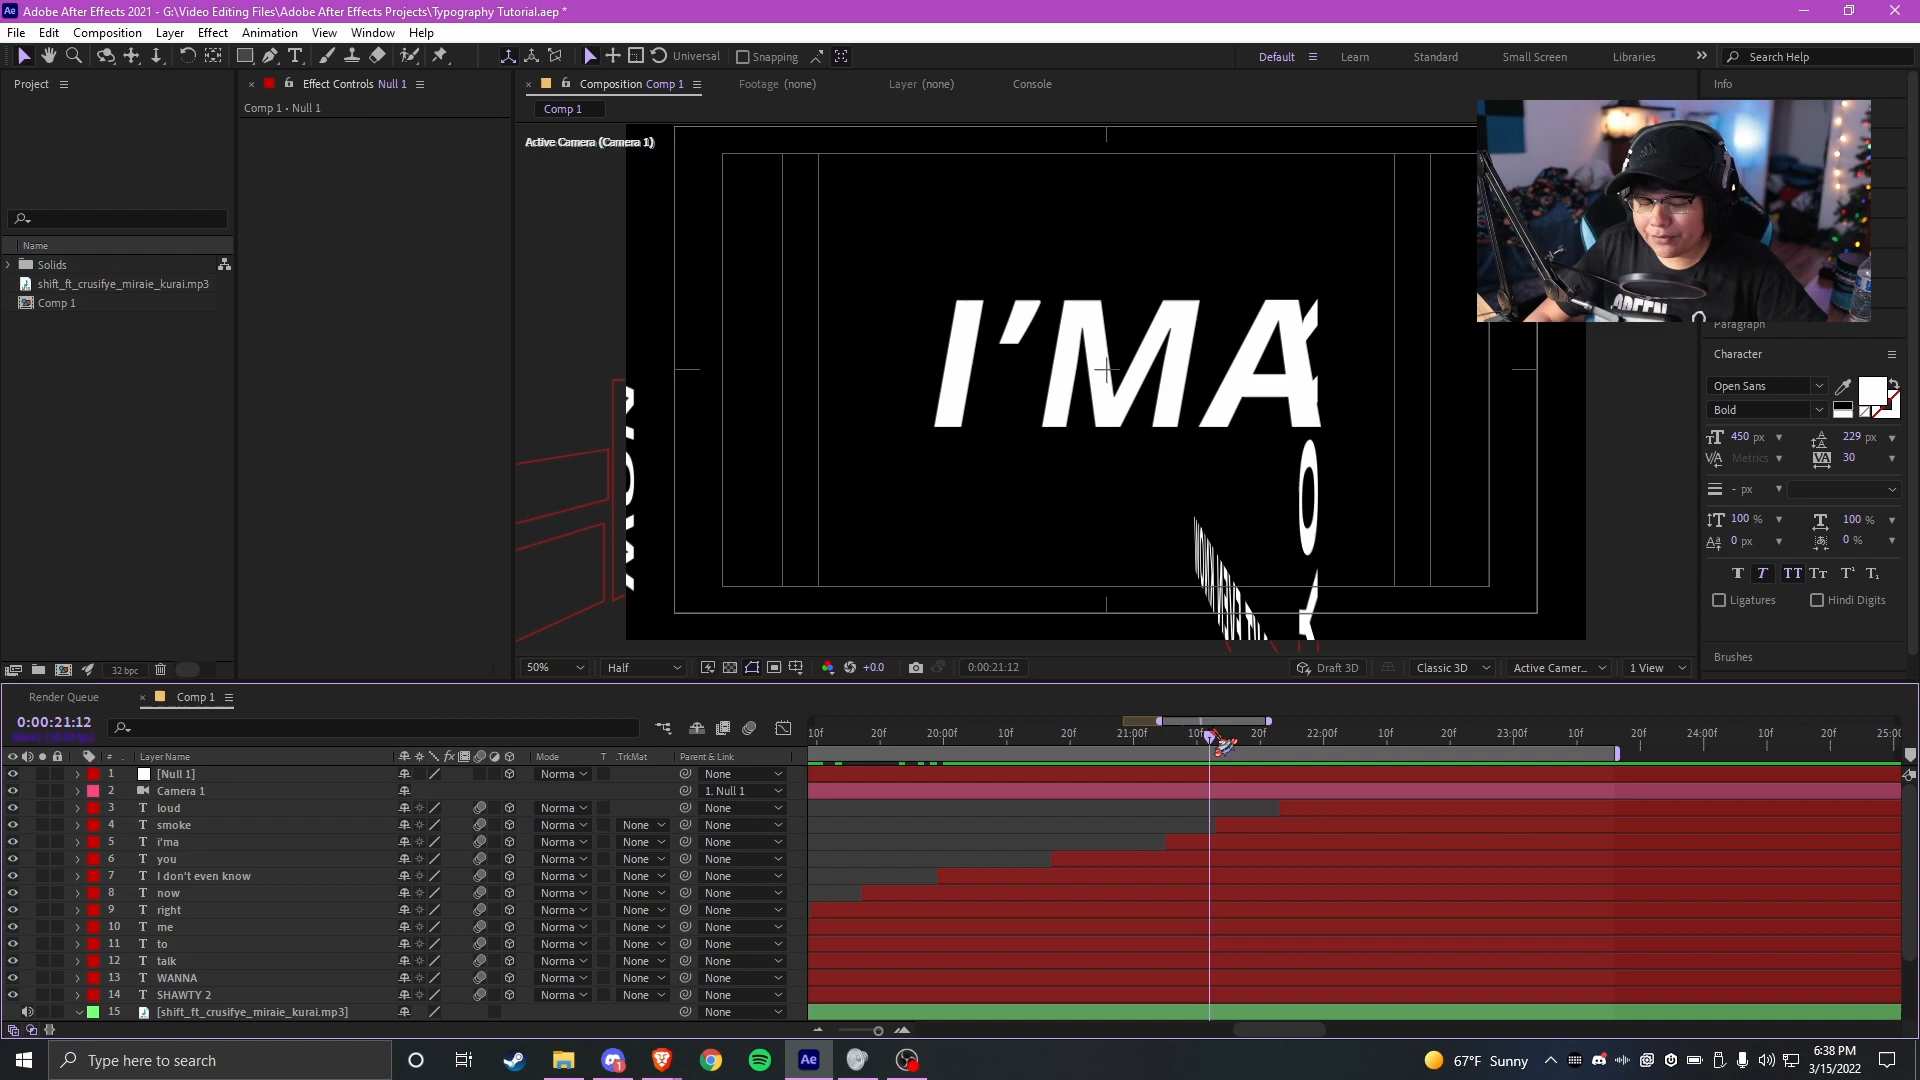 Adobe After Effects 2021 - G:\Video Editing Files\Adobe After Effects Projects\Typography Tutorial.aep *
File Edit Composition Layer Effect Animation View Window Help
Universal Snapping Default Learn Standard Small Screen Libraries Search Help
Project Effect Controls Null 1 Composition Comp 1 Footage (none) Layer (none) Console Info
Comp 1 • Null 1 Comp 1
Active Camera (Camera 1)
Name
Solids
shift_ft_crusifye_miraie_kurai.mp3
Comp 1
I'MA
Paragraph
Character
Open Sans
Bold
450 px 229 px
Metrics 30
- px
100 % 100 %
0 px 0 %
Ligatures Hindi Digits
Brushes
32 bpc 50% Half +0.0 0:00:21:12 Draft 3D Classic 3D Active Camer... 1 View
Render Queue Comp 1
0:00:21:12
10f 20f 20:00f 10f 20f 21:00f 10f 20f 22:00f 10f 20f 23:00f 10f 20f 24:00f 10f 20f 25:00
# Layer Name Mode T .TrkMat Parent & Link
1 [Null 1] Norma None
2 Camera 1 1. Null 1
3 T loud Norma None
4 T smoke Norma None None
5 T i'ma Norma None None
6 T you Norma None None
7 T I don't even know Norma None None
8 T now Norma None None
9 T right Norma None None
10 T me Norma None None
11 T to Norma None None
12 T talk Norma None None
13 T WANNA Norma None None
14 T SHAWTY 2 Norma None None
15 [shift_ft_crusifye_miraie_kurai.mp3] None
Type here to search Ae 67°F Sunny 6:38 PM
3/15/2022